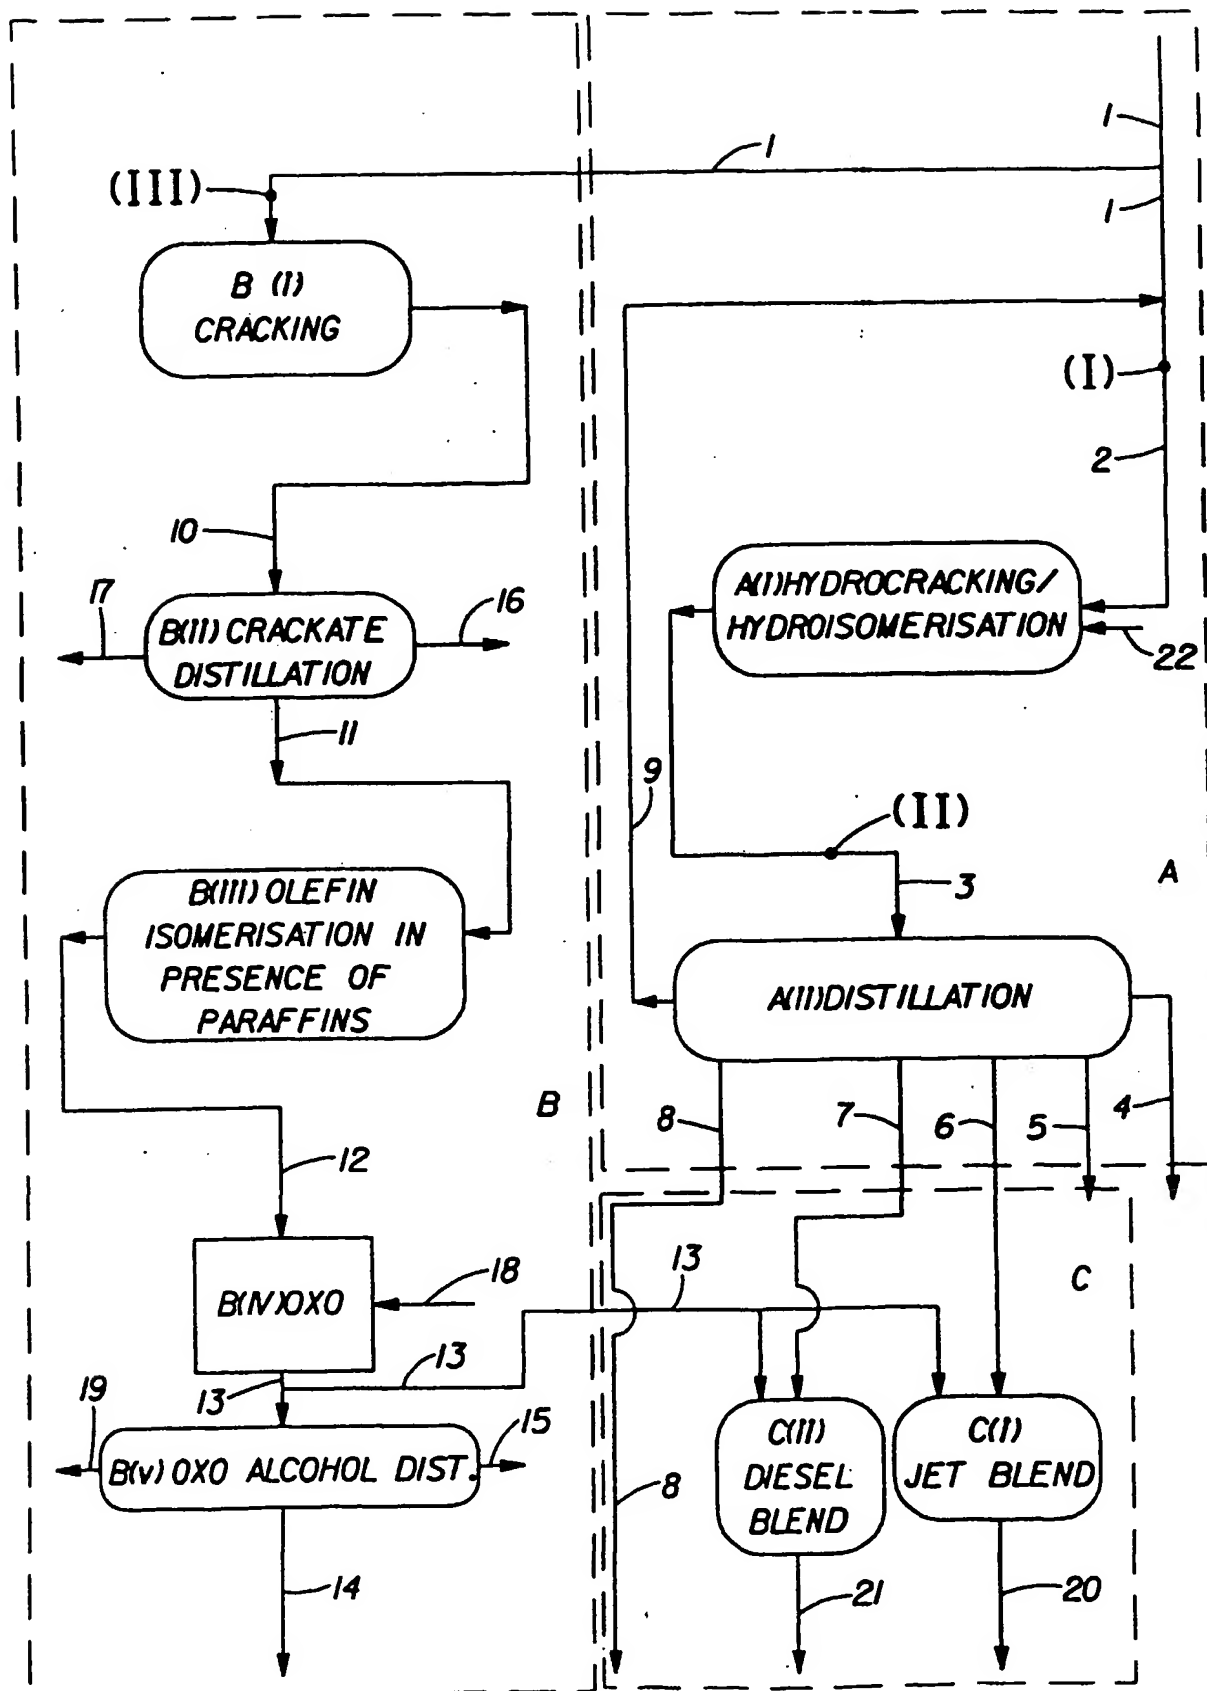 1
1
(III)
1
B (I)
CRACKING
(I)
2
10
A(I)HYDROCRACKING/
HYDROISOMERISATION
22
17
B(II) CRACKATE
DISTILLATION
16
11
9
(II)
3
A
B(III) OLEFIN
ISOMERISATION IN
PRESENCE OF
PARAFFINS
A(II)DISTILLATION
B
8
7
6
5
4
12
B(IV)OXO
18
13
C
13
13
19
B(V) OXO ALCOHOL DIST.
15
8
C(II)
DIESEL
BLEND
C(I)
JET BLEND
14
21
20